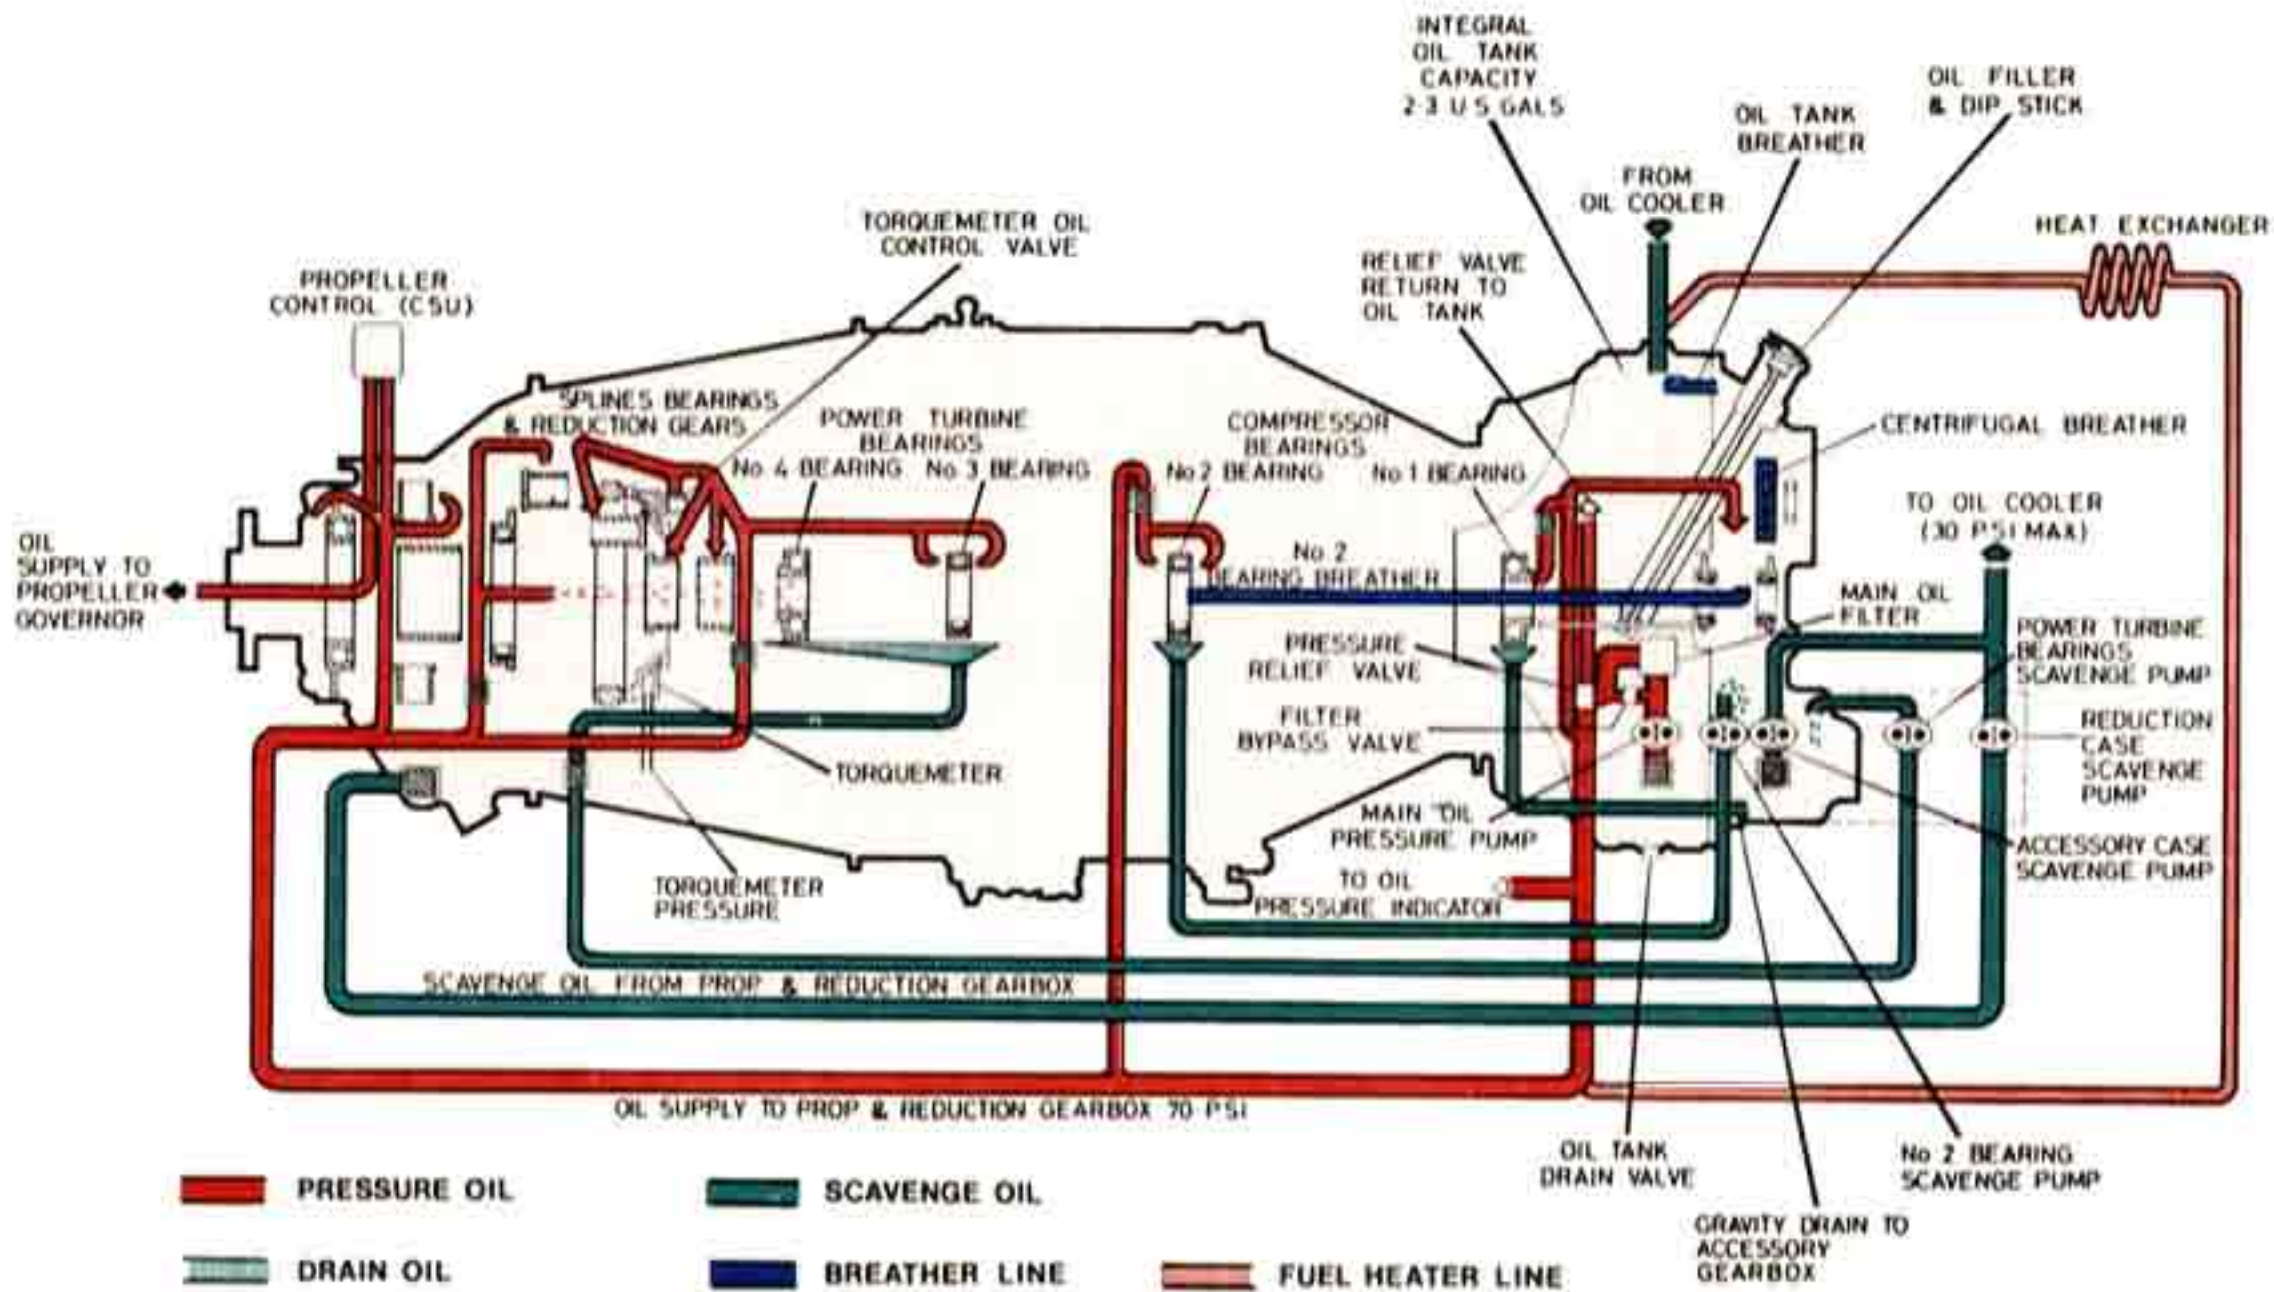 INTEGRAL
OIL TANK
CAPACITY
2·3 U S GALS
OIL FILLER
& DIP STICK
OIL TANK
BREATHER
FROM
OIL COOLER
HEAT EXCHANGER
TORQUEMETER OIL
CONTROL VALVE
RELIEF VALVE
RETURN TO
OIL TANK
PROPELLER
CONTROL (CSU)
SPLINES BEARINGS
& REDUCTION GEARS
POWER TURBINE
BEARINGS
No 4 BEARING
No 3 BEARING
COMPRESSOR
BEARINGS
No 2 BEARING
No 1 BEARING
CENTRIFUGAL BREATHER
TO OIL COOLER
(30 PSI MAX)
OIL
SUPPLY TO
PROPELLER
GOVERNOR
No 2
BEARING BREATHER
MAIN OIL
FILTER
PRESSURE
RELIEF VALVE
POWER TURBINE
BEARINGS
SCAVENGE PUMP
FILTER
BYPASS VALVE
REDUCTION
CASE
SCAVENGE
PUMP
TORQUEMETER
MAIN OIL
PRESSURE PUMP
ACCESSORY CASE
SCAVENGE PUMP
TORQUEMETER
PRESSURE
TO OIL
PRESSURE INDICATOR
SCAVENGE OIL FROM PROP & REDUCTION GEARBOX
OIL SUPPLY TO PROP & REDUCTION GEARBOX 70 PSI
OIL TANK
DRAIN VALVE
No 2 BEARING
SCAVENGE PUMP
GRAVITY DRAIN TO
ACCESSORY
GEARBOX
PRESSURE OIL
SCAVENGE OIL
DRAIN OIL
BREATHER LINE
FUEL HEATER LINE